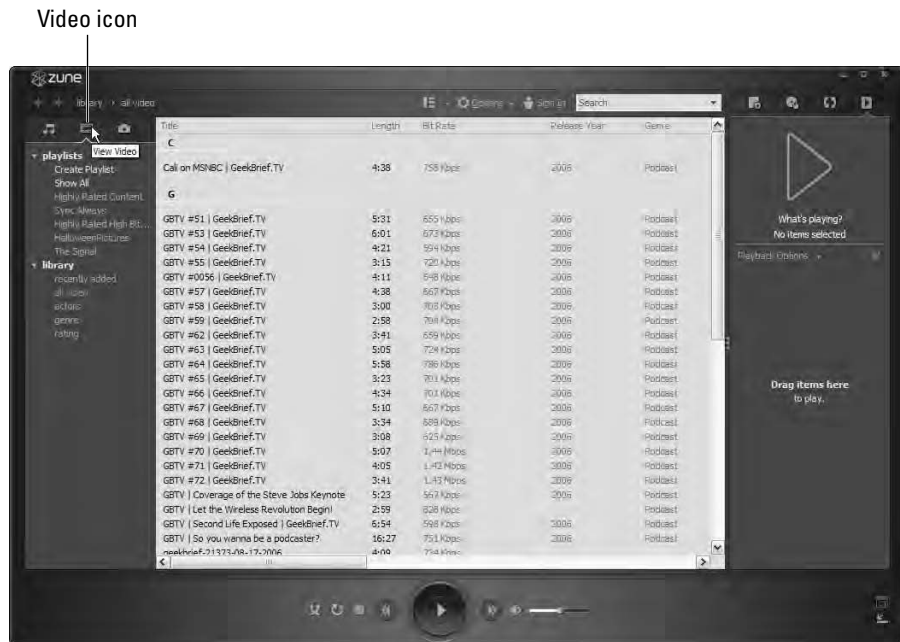 Video icon
zune
library › all video
Options
Sign In
Search
View Video
playlists
Create Playlist
Show All
Highly Rated Content
Sync Always
Highly Rated High Bit...
HalloweenPictures
The Signal
library
recently added
all video
actors
genre
rating
Title Length Bit Rate Release Year Genre
C
Cali on MSNBC | GeekBrief.TV 4:38 758 Kbps 2006 Podcast
G
GBTV #51 | GeekBrief.TV 5:31 655 Kbps 2006 Podcast
GBTV #53 | GeekBrief.TV 6:01 673 Kbps 2006 Podcast
GBTV #54 | GeekBrief.TV 4:21 594 Kbps 2006 Podcast
GBTV #55 | GeekBrief.TV 3:15 720 Kbps 2006 Podcast
GBTV #0056 | GeekBrief.TV 4:11 648 Kbps 2006 Podcast
GBTV #57 | GeekBrief.TV 4:38 667 Kbps 2006 Podcast
GBTV #58 | GeekBrief.TV 3:00 Kbps 2006 Podcast
GBTV #59 | GeekBrief.TV 2:58 Kbps 2006 Podcast
GBTV #62 | GeekBrief.TV 3:41 659 Kbps 2006 Podcast
GBTV #63 | GeekBrief.TV 5:05 724 Kbps 2006 Podcast
GBTV #64 | GeekBrief.TV 5:58 786 Kbps 2006 Podcast
GBTV #65 | GeekBrief.TV 3:23 701 Kbps 2006 Podcast
GBTV #66 | GeekBrief.TV 4:34 701 Kbps 2006 Podcast
GBTV #67 | GeekBrief.TV 5:10 667 Kbps 2006 Podcast
GBTV #68 | GeekBrief.TV 3:34 689 Kbps 2006 Podcast
GBTV #69 | GeekBrief.TV 3:08 625 Kbps 2006 Podcast
GBTV #70 | GeekBrief.TV 5:07 1.44 Mbps 2006 Podcast
GBTV #71 | GeekBrief.TV 4:05 1.42 Mbps 2006 Podcast
GBTV #72 | GeekBrief.TV 3:41 1.43 Mbps 2006 Podcast
GBTV | Coverage of the Steve Jobs Keynote 5:23 567 Kbps 2006 Podcast
GBTV | Let the Wireless Revolution Begin! 2:59 828 Kbps Podcast
GBTV | Second Life Exposed | GeekBrief.TV 6:54 598 Kbps 2006 Podcast
GBTV | So you wanna be a podcaster? 16:27 751 Kbps 2006 Podcast
geekbrief-21373-08-17-2006 4:09 734 Kbps
What's playing?
No items selected
Playback Options
Drag items here
to play.